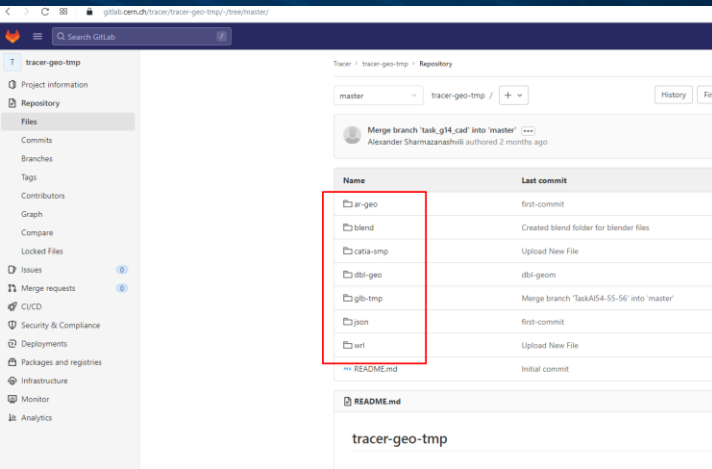 gitlab.cern.ch/tracer/tracer-geo-tmp/-/tree/master/
Search GitLab /
T tracer-geo-tmp
Project information
Repository
Files
Commits
Branches
Tags
Contributors
Graph
Compare
Locked Files
Issues 0
Merge requests 0
CI/CD
Security & Compliance
Deployments
Packages and registries
Infrastructure
Monitor
Analytics
Tracer > tracer-geo-tmp > Repository
master tracer-geo-tmp / + History
Merge branch 'task_g14_cad' into 'master'
Alexander Sharmazanashvili authored 2 months ago
Name Last commit
ar-geo first-commit
blend Created blend folder for blender files
catia-smp Upload New File
dbl-geo dbl-geom
glb-tmp Merge branch 'TaskAI54-55-56' into 'master'
json first-commit
wrl Upload New File
README.md Initial commit
README.md
tracer-geo-tmp